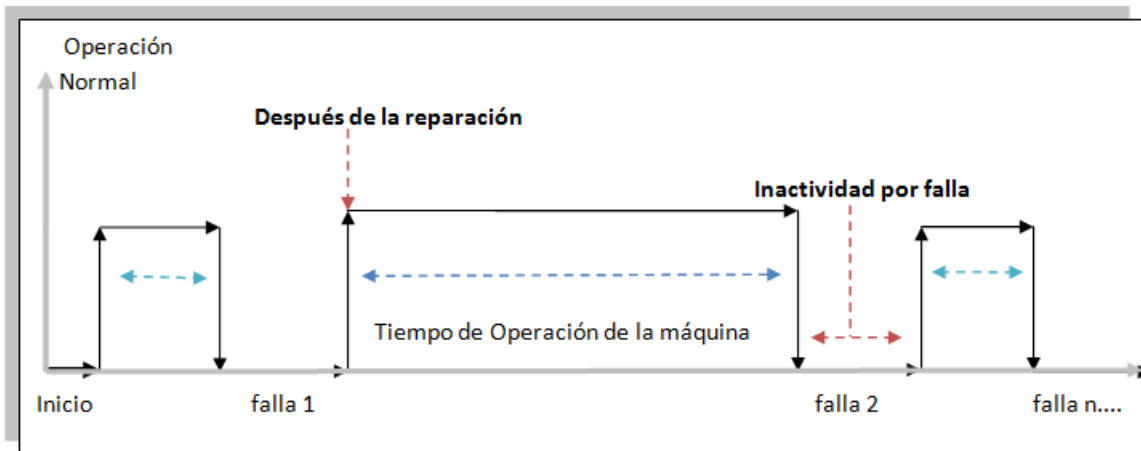 Operación
Normal
Después de la reparación
Inactividad por falla
Tiempo de Operación de la máquina
Inicio
falla 1
falla 2
falla n....